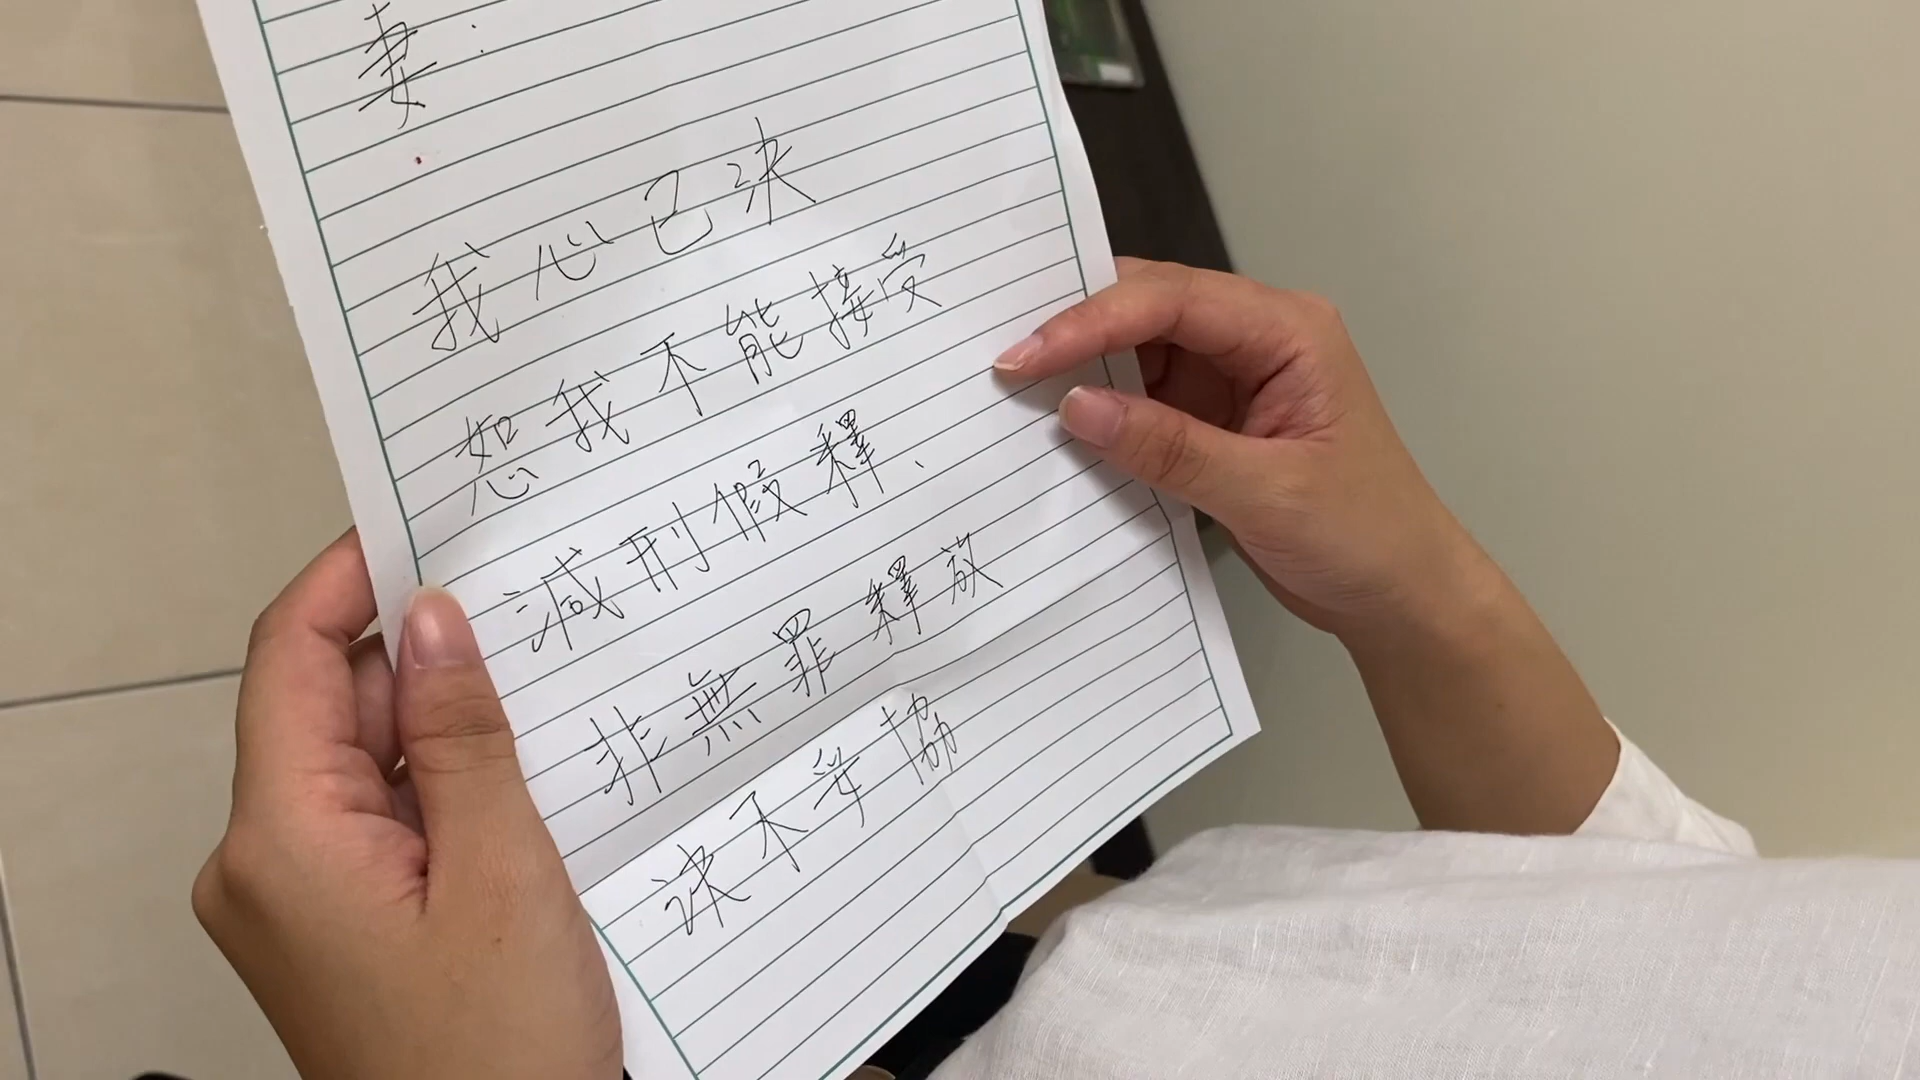 妻：
我心已決
恕我不能接受
減刑假釋、
非無罪釋放
決不妥協